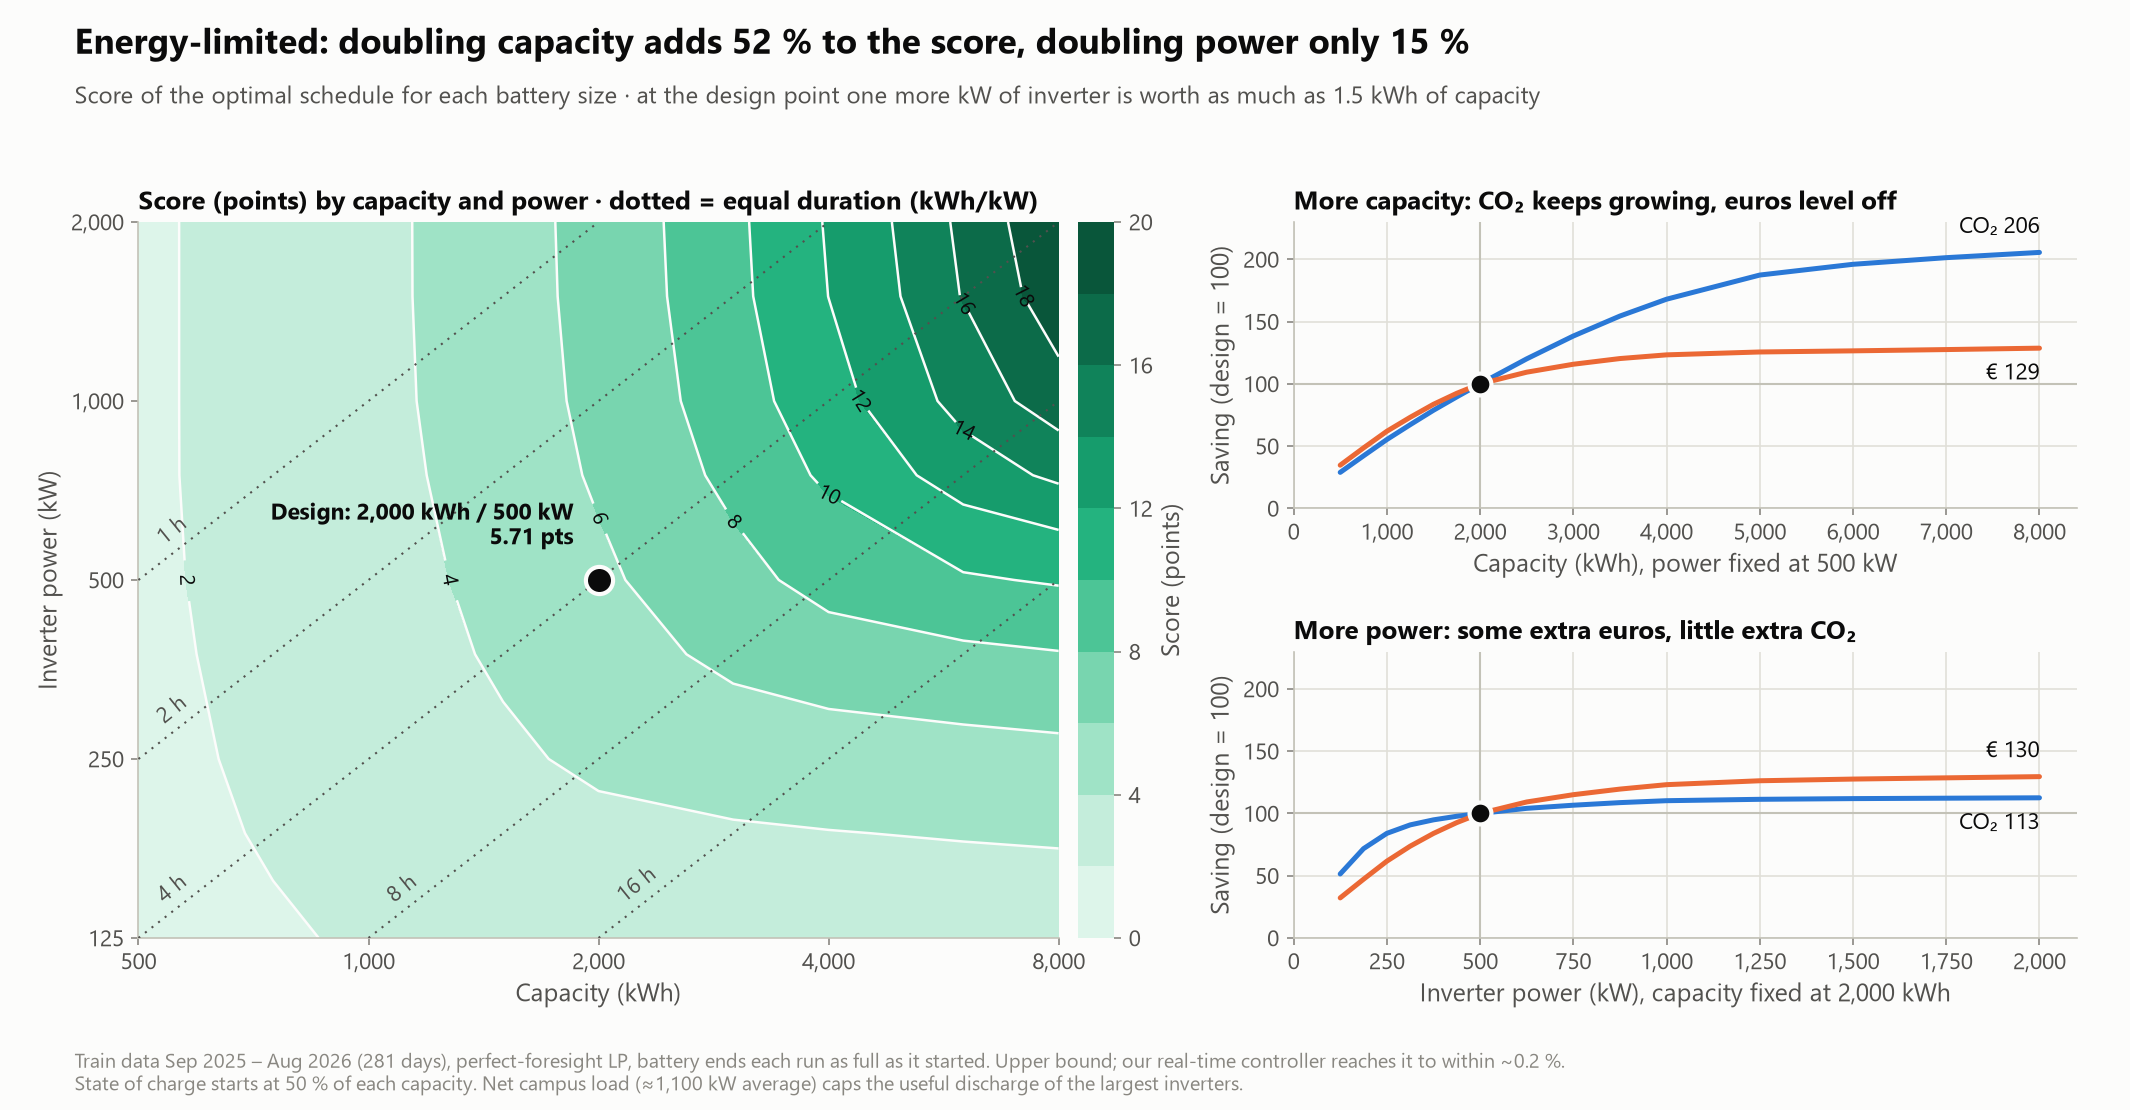 Energy-limited: doubling capacity adds 52 % to the score, doubling power only 15 %
Score of the optimal schedule for each battery size · at the design point one more kW of inverter is worth as much as 1.5 kWh of capacity
Score (points) by capacity and power · dotted = equal duration (kWh/kW)
2,000
1,000
500
250
125
Inverter power (kW)
500
1,000
2,000
4,000
8,000
Capacity (kWh)
1 h
2 h
4 h
8 h
16 h
2
4
6
8
10
12
14
16
18
Design: 2,000 kWh / 500 kW
5.71 pts
20
16
12
8
4
0
Score (points)
More capacity: CO₂ keeps growing, euros level off
CO₂ 206
€ 129
200
150
100
50
0
Saving (design = 100)
0
1,000
2,000
3,000
4,000
5,000
6,000
7,000
8,000
Capacity (kWh), power fixed at 500 kW
More power: some extra euros, little extra CO₂
€ 130
CO₂ 113
200
150
100
50
0
Saving (design = 100)
0
250
500
750
1,000
1,250
1,500
1,750
2,000
Inverter power (kW), capacity fixed at 2,000 kWh
Train data Sep 2025 – Aug 2026 (281 days), perfect-foresight LP, battery ends each run as full as it started. Upper bound; our real-time controller reaches it to within ~0.2 %.
State of charge starts at 50 % of each capacity. Net campus load (≈1,100 kW average) caps the useful discharge of the largest inverters.